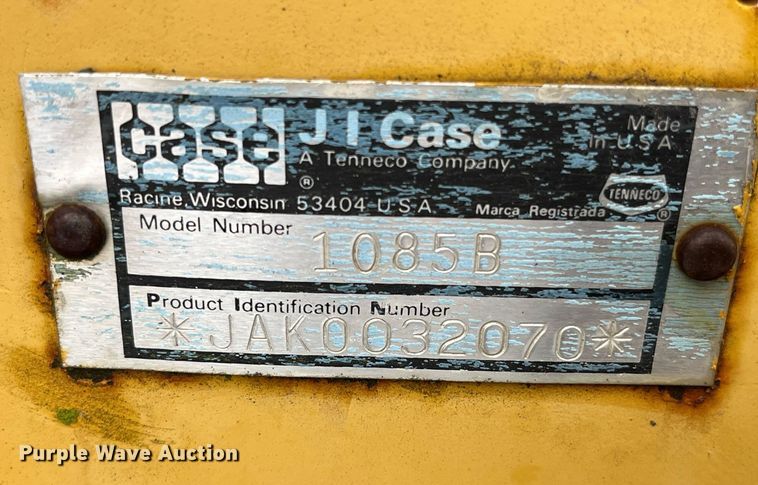 case
J I Case
A Tenneco Company
®
Racine, Wisconsin 53404 U.S.A.
Made
in U.S.A.
TENNECO
Marca Registrada ®
Model Number
1085B
Product Identification Number
*JAK0032070*
Purple Wave Auction